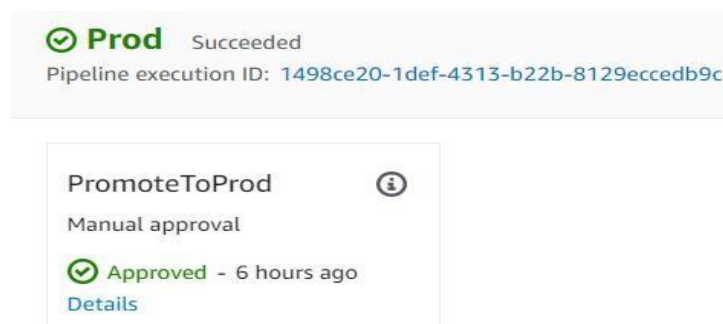 Prod Succeeded
Pipeline execution ID: 1498ce20-1def-4313-b22b-8129eccedb9c
PromoteToProd
Manual approval
Approved - 6 hours ago
Details